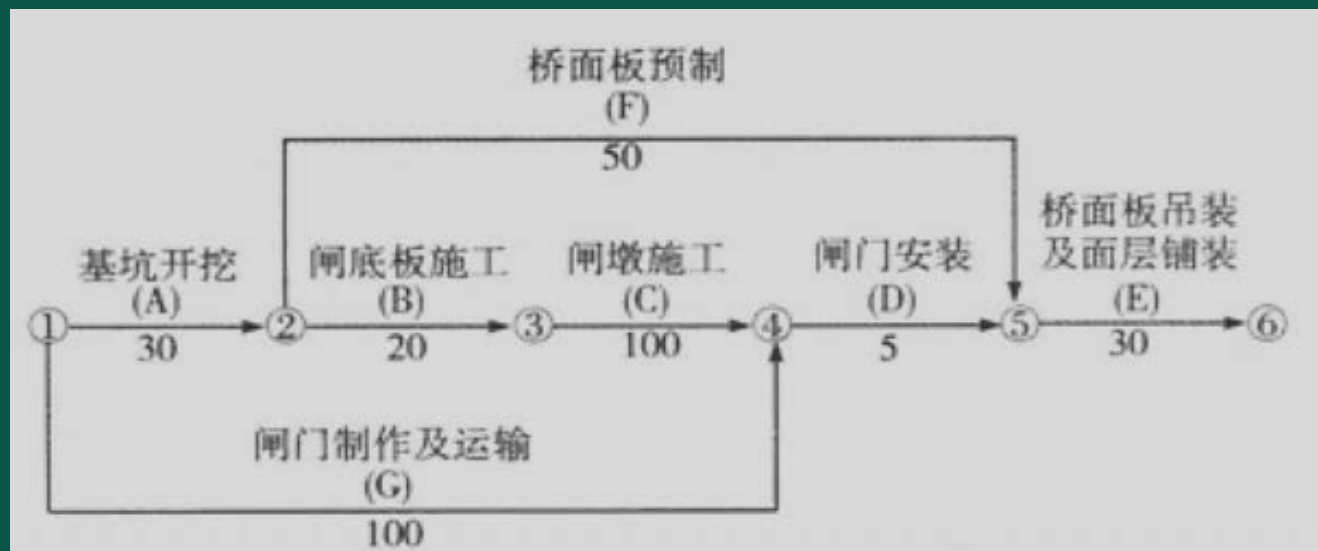 桥面板预制
(F)
50
桥面板吊装
及面层铺装
(E)
基坑开挖
(A)
闸底板施工
(B)
闸墩施工
(C)
闸门安装
(D)
①
②
③
④
⑤
⑥
30
20
100
5
30
闸门制作及运输
(G)
100